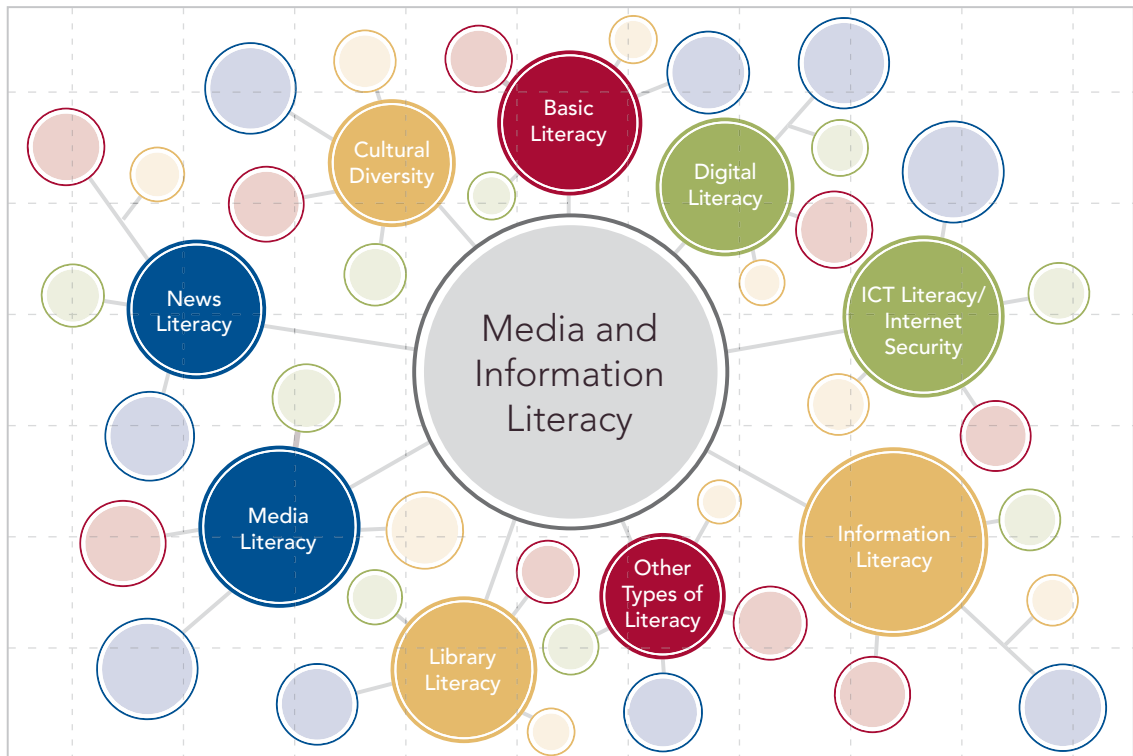 Basic
Literacy
Cultural
Diversity
Digital
Literacy
News
Literacy
ICT Literacy/
Internet
Security
Media and
Information
Literacy
Media
Literacy
Information
Literacy
Other
Types of
Literacy
Library
Literacy